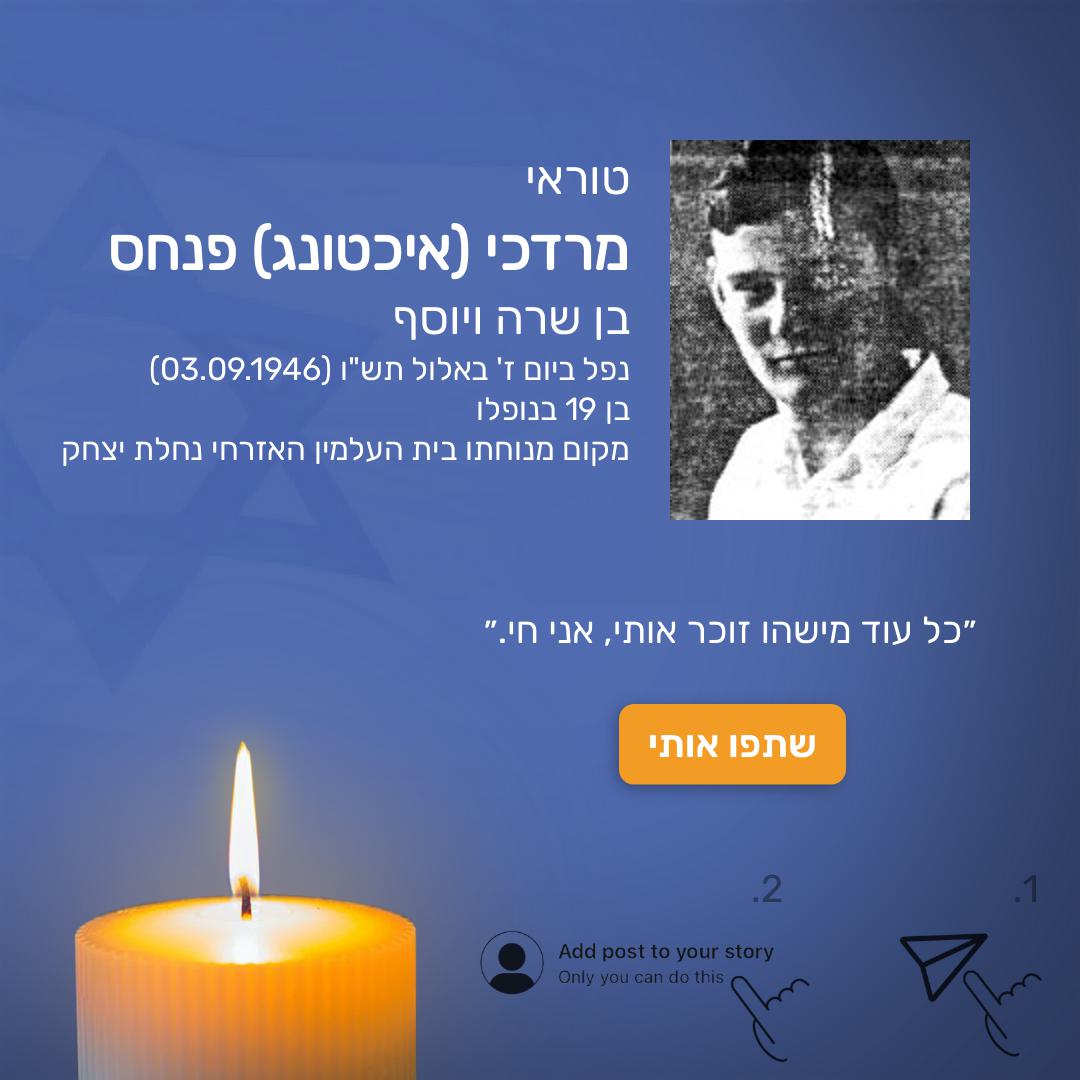 טוראי
מרדכי (איכטונג) פנחס
בן שרה ויוסף
נפל ביום ז' באלול תש"ו (03.09.1946)
בן 19 בנופלו
מקום מנוחתו בית העלמין האזרחי נחלת יצחק
״כל עוד מישהו זוכר אותי, אני חי.״
שתפו אותי
1.
2.
Add post to your story
Only you can do this